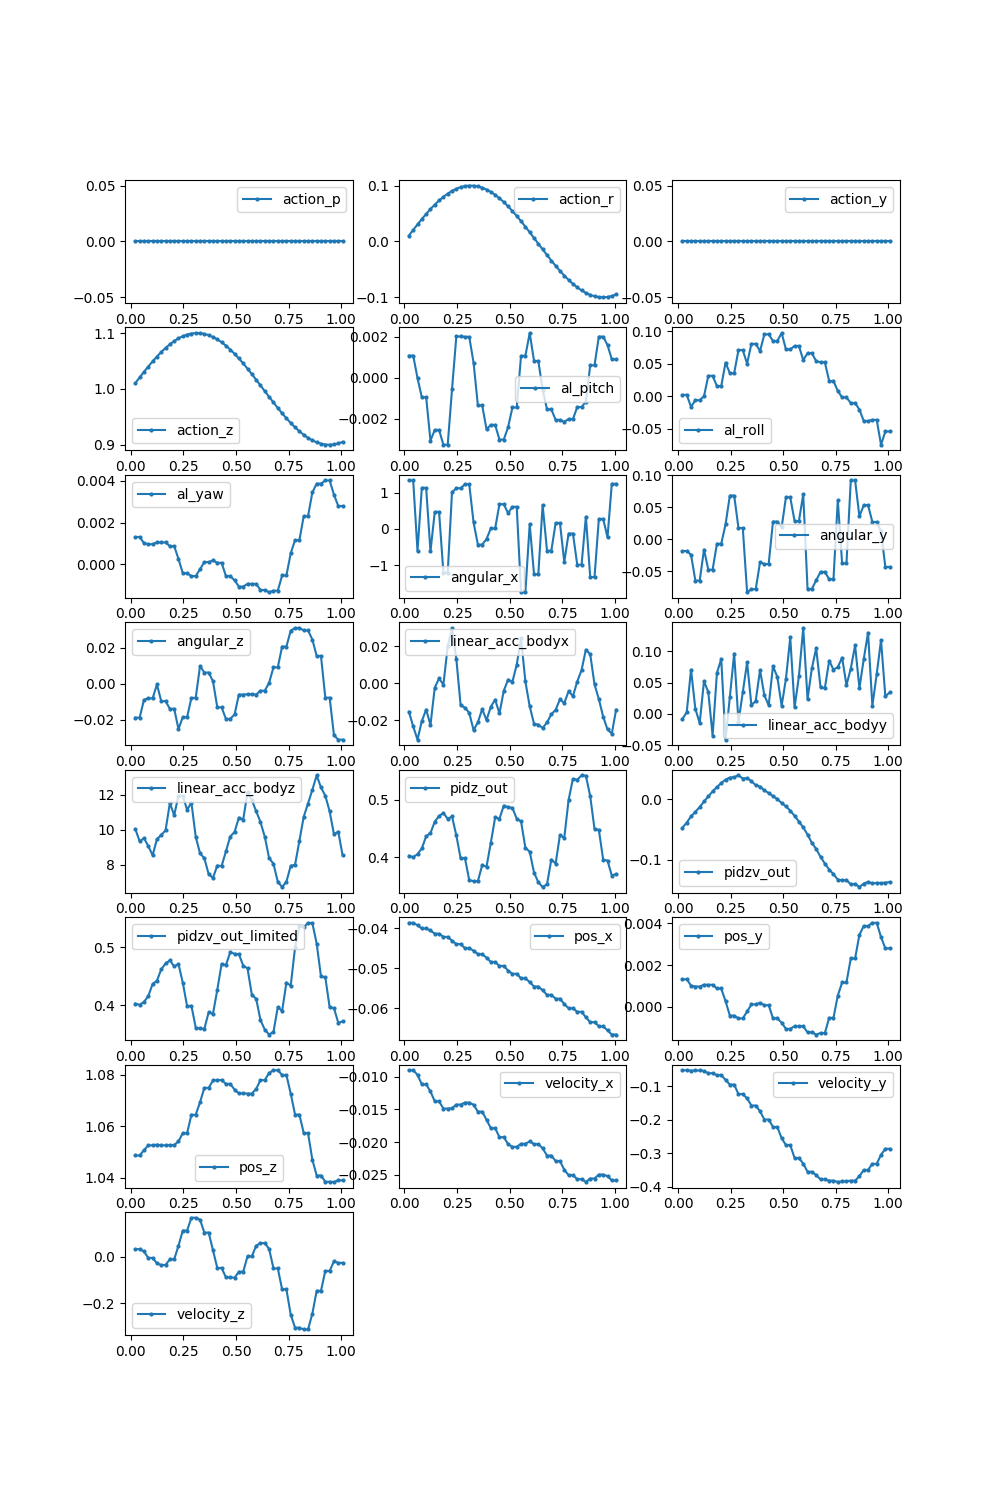 0.05 0.00 −0.05 action_p
0.1 0.0 −0.1 action_r
0.05 0.00 −0.05 action_y
0.00 0.25 0.50 0.75 1.00 0.00 0.25 0.50 0.75 1.00 0.00 0.25 0.50 0.75 1.00
1.1 1.0 0.9 action_z
0.002 0.000 −0.002 al_pitch
0.10 0.05 0.00 −0.05 al_roll
0.00 0.25 0.50 0.75 1.00 0.00 0.25 0.50 0.75 1.00 0.00 0.25 0.50 0.75 1.00
0.004 0.002 0.000 al_yaw
1 0 −1 angular_x
0.10 0.05 0.00 −0.05 angular_y
0.00 0.25 0.50 0.75 1.00 0.00 0.25 0.50 0.75 1.00 0.00 0.25 0.50 0.75 1.00
0.02 0.00 −0.02 angular_z
0.02 0.00 −0.02 linear_acc_bodyx
0.10 0.05 0.00 −0.05 linear_acc_bodyy
0.00 0.25 0.50 0.75 1.00 0.00 0.25 0.50 0.75 1.00 0.00 0.25 0.50 0.75 1.00
12 10 8 linear_acc_bodyz
0.5 0.4 pidz_out
0.0 −0.1 pidzv_out
0.00 0.25 0.50 0.75 1.00 0.00 0.25 0.50 0.75 1.00 0.00 0.25 0.50 0.75 1.00
0.5 0.4 pidzv_out_limited
−0.04 −0.05 −0.06 pos_x
0.004 0.002 0.000 pos_y
0.00 0.25 0.50 0.75 1.00 0.00 0.25 0.50 0.75 1.00 0.00 0.25 0.50 0.75 1.00
1.08 1.06 1.04 pos_z
−0.010 −0.015 −0.020 −0.025 velocity_x
−0.1 −0.2 −0.3 −0.4 velocity_y
0.00 0.25 0.50 0.75 1.00 0.00 0.25 0.50 0.75 1.00 0.00 0.25 0.50 0.75 1.00
0.0 −0.2 velocity_z
0.00 0.25 0.50 0.75 1.00